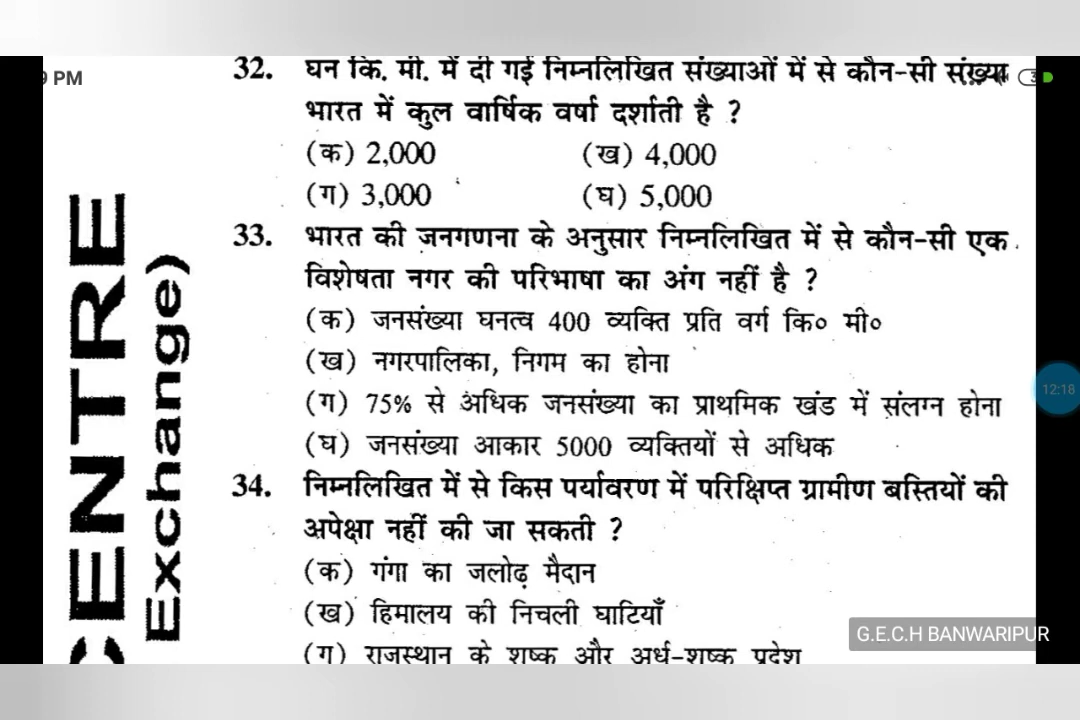 9 PM
32. घन कि. मी. में दी गई निम्नलिखित संख्याओं में से कौन-सी संख्या
भारत में कुल वार्षिक वर्षा दर्शाती है ?
(क) 2,000 (ख) 4,000
(ग) 3,000 (घ) 5,000
33. भारत की जनगणना के अनुसार निम्नलिखित में से कौन-सी एक
विशेषता नगर की परिभाषा का अंग नहीं है ?
(क) जनसंख्या घनत्व 400 व्यक्ति प्रति वर्ग कि० मी०
(ख) नगरपालिका, निगम का होना
(ग) 75% से अधिक जनसंख्या का प्राथमिक खंड में संलग्न होना
(घ) जनसंख्या आकार 5000 व्यक्तियों से अधिक
34. निम्नलिखित में से किस पर्यावरण में परिक्षिप्त ग्रामीण बस्तियों की
अपेक्षा नहीं की जा सकती ?
(क) गंगा का जलोढ़ मैदान
(ख) हिमालय की निचली घाटियाँ
(ग) राजस्थान के शुष्क और अर्ध-शुष्क प्रदेश
CENTRE
Exchange)
12:18
G.E.C.H BANWARIPUR